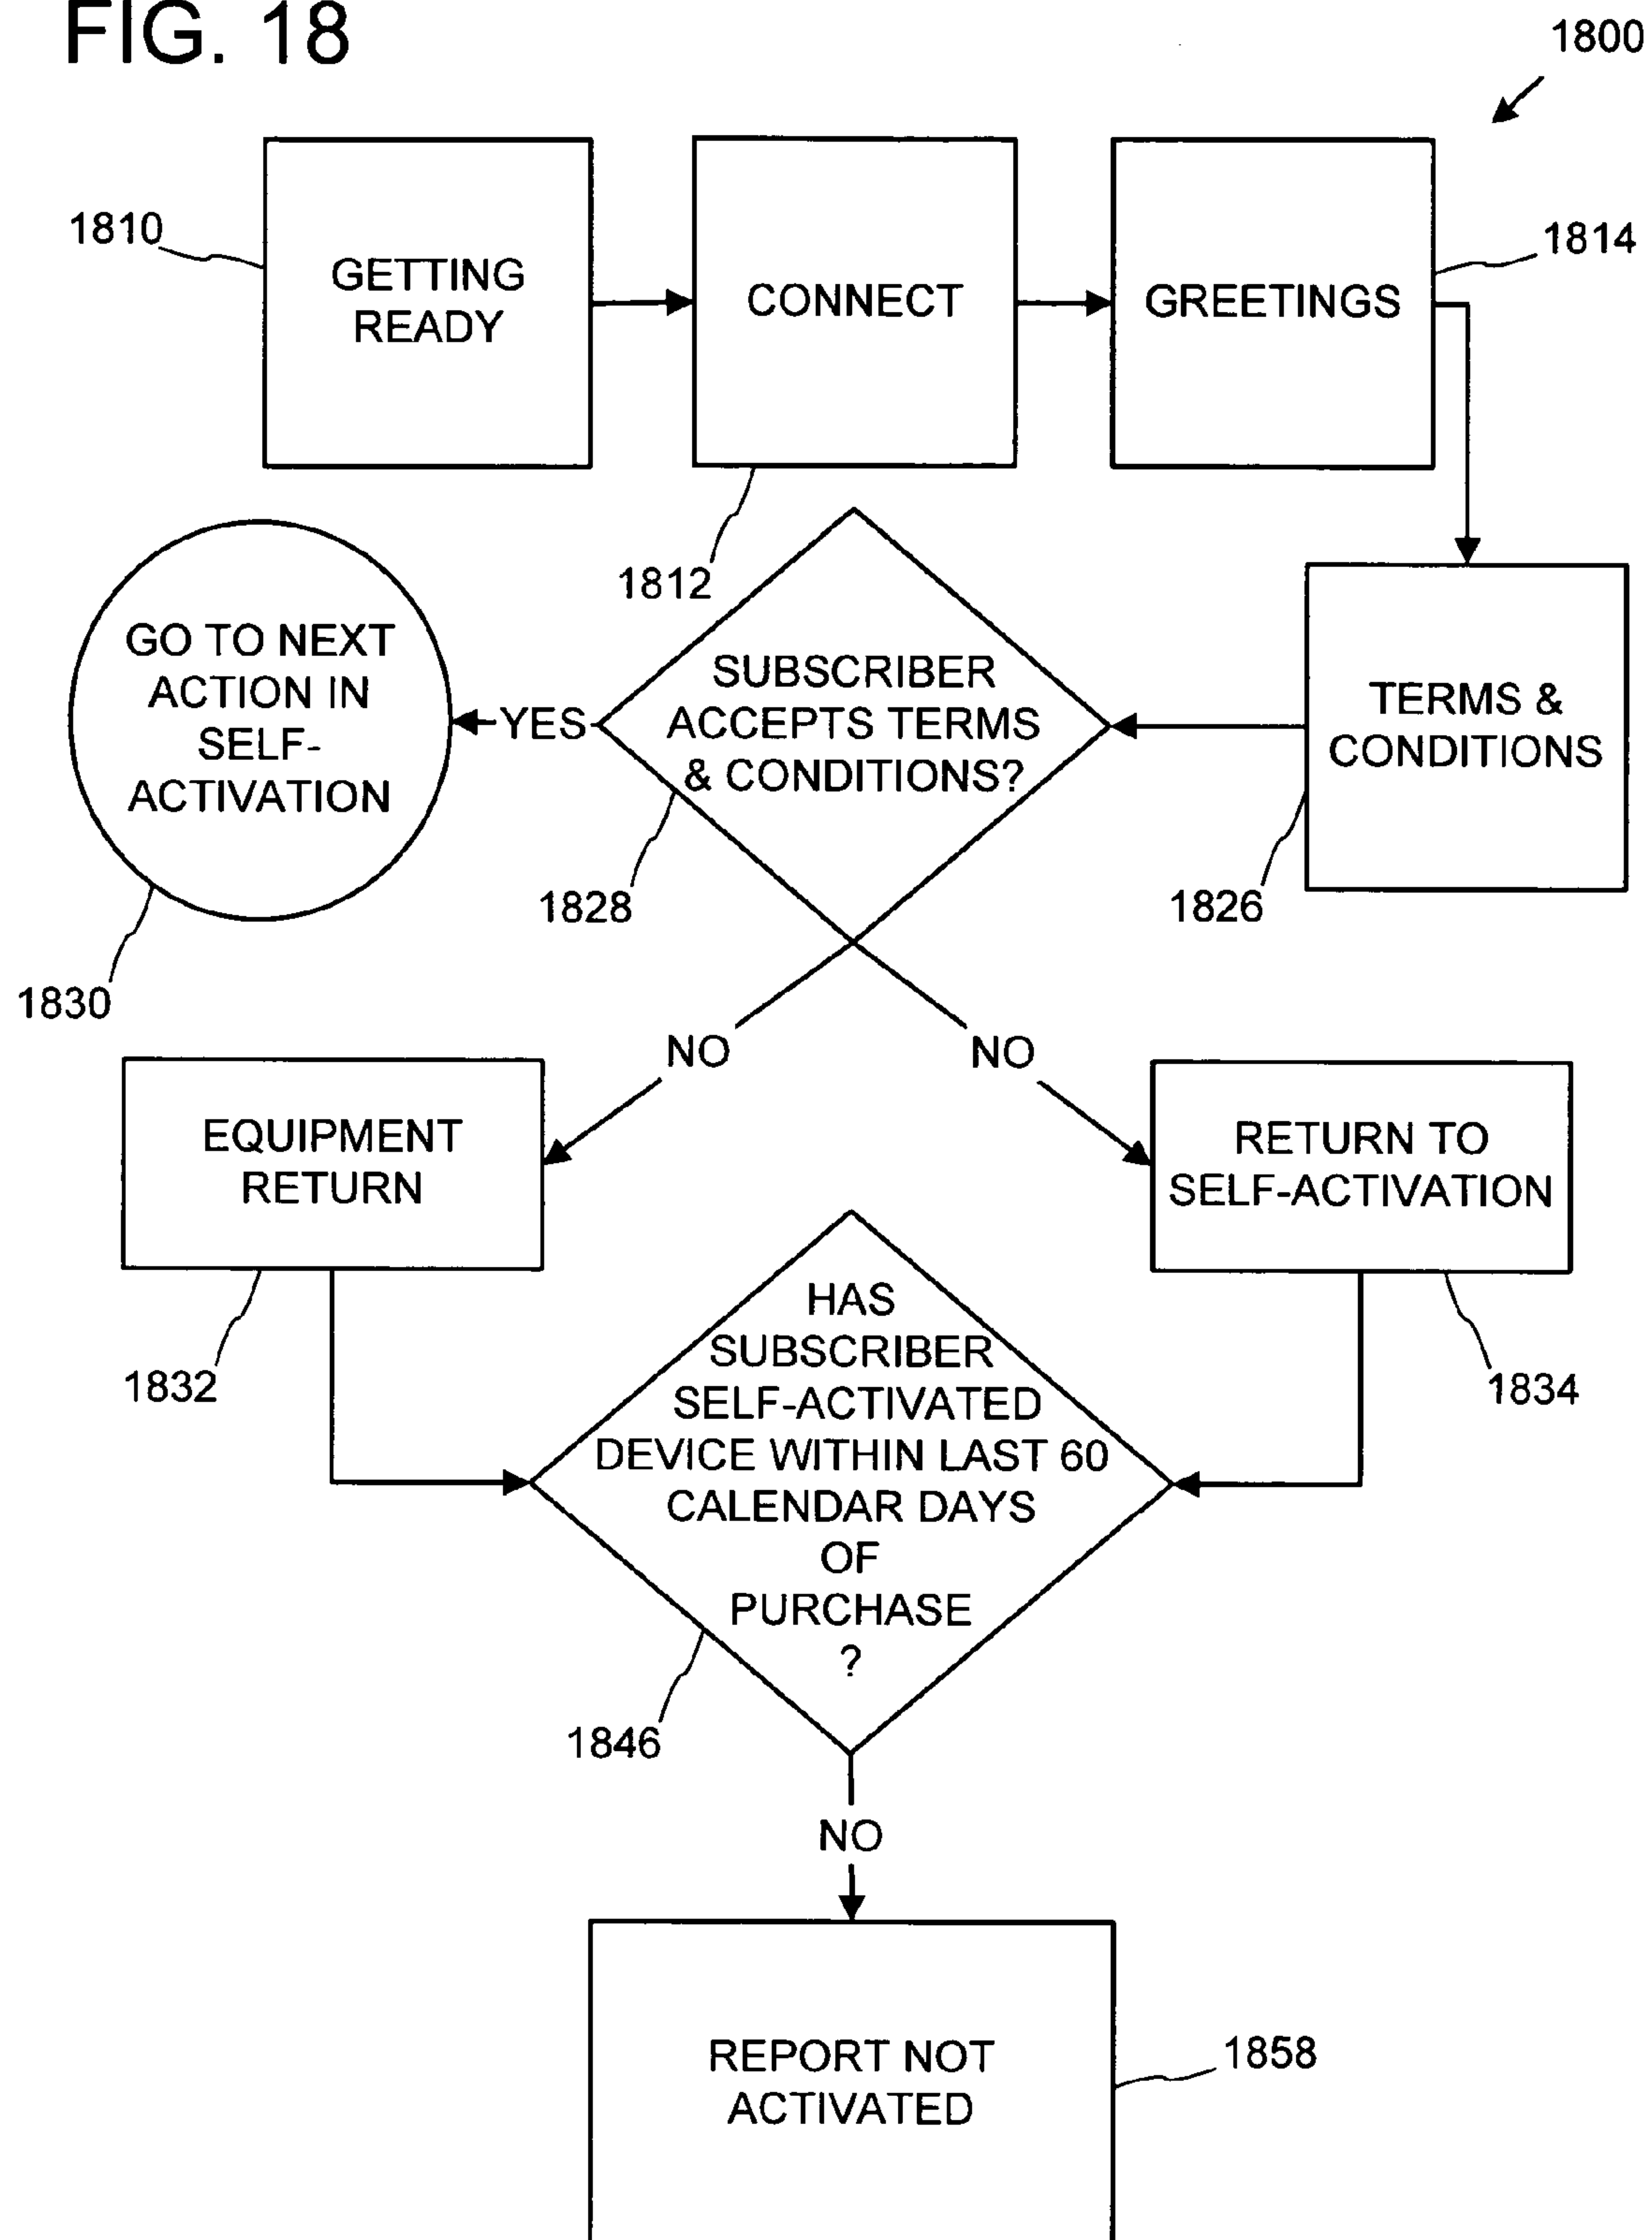 FIG. 18
1800
1810
GETTING
READY
CONNECT
1812
GREETINGS
1814
TERMS &
CONDITIONS
1826
SUBSCRIBER
ACCEPTS TERMS
& CONDITIONS?
1828
YES
GO TO NEXT
ACTION IN
SELF-
ACTIVATION
1830
NO
NO
EQUIPMENT
RETURN
1832
RETURN TO
SELF-ACTIVATION
1834
HAS
SUBSCRIBER
SELF-ACTIVATED
DEVICE WITHIN LAST 60
CALENDAR DAYS
OF
PURCHASE
?
1846
NO
REPORT NOT
ACTIVATED
1858